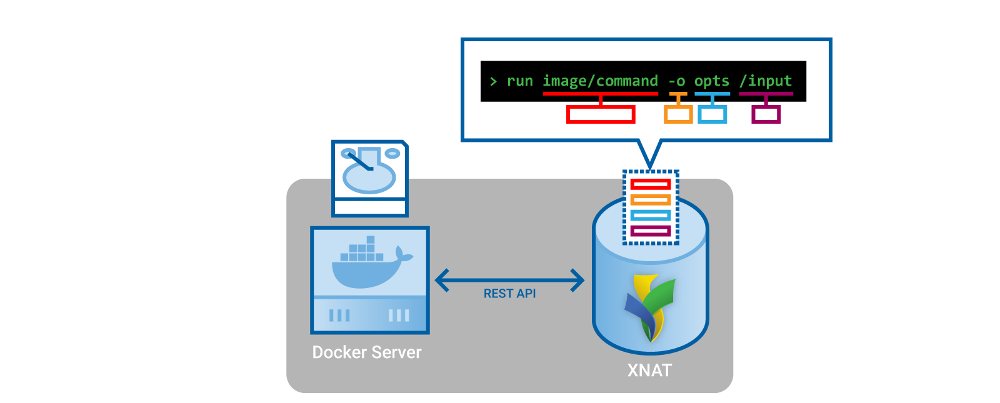 > run image/command -o opts /input
REST API
Docker Server
XNAT